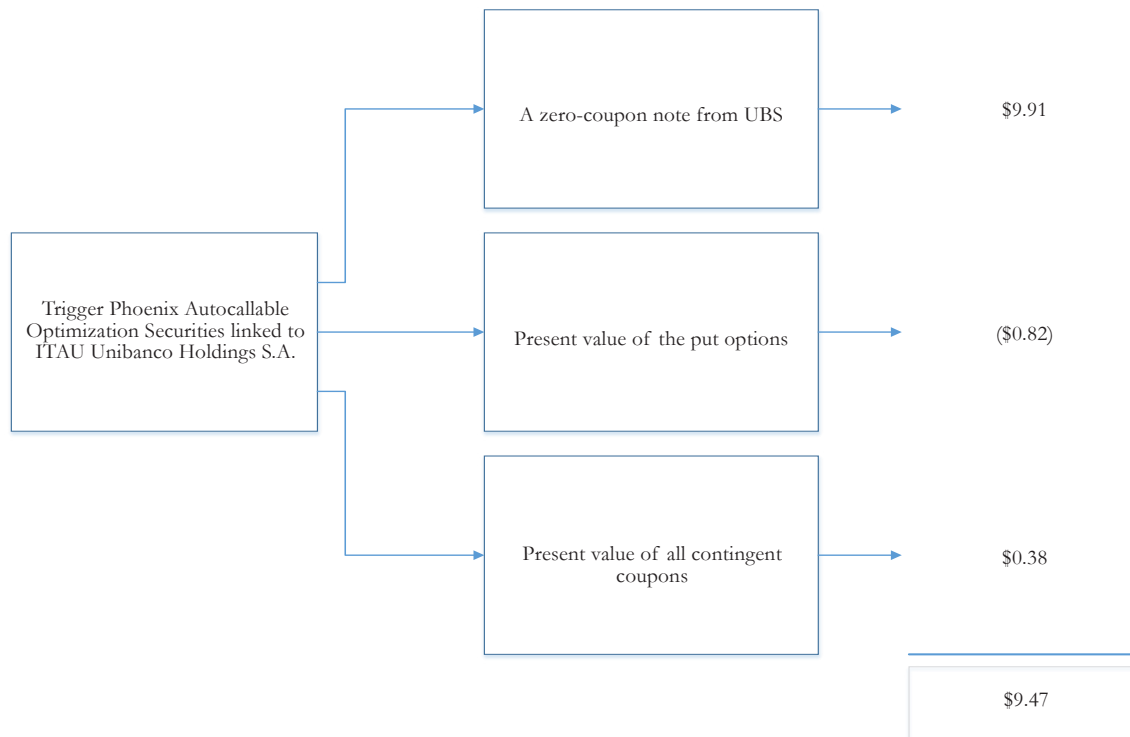 A zero-coupon note from UBS
$9.91
Trigger Phoenix Autocallable
Optimization Securities linked to
ITAU Unibanco Holdings S.A.
Present value of the put options
($0.82)
Present value of all contingent
coupons
$0.38
$9.47